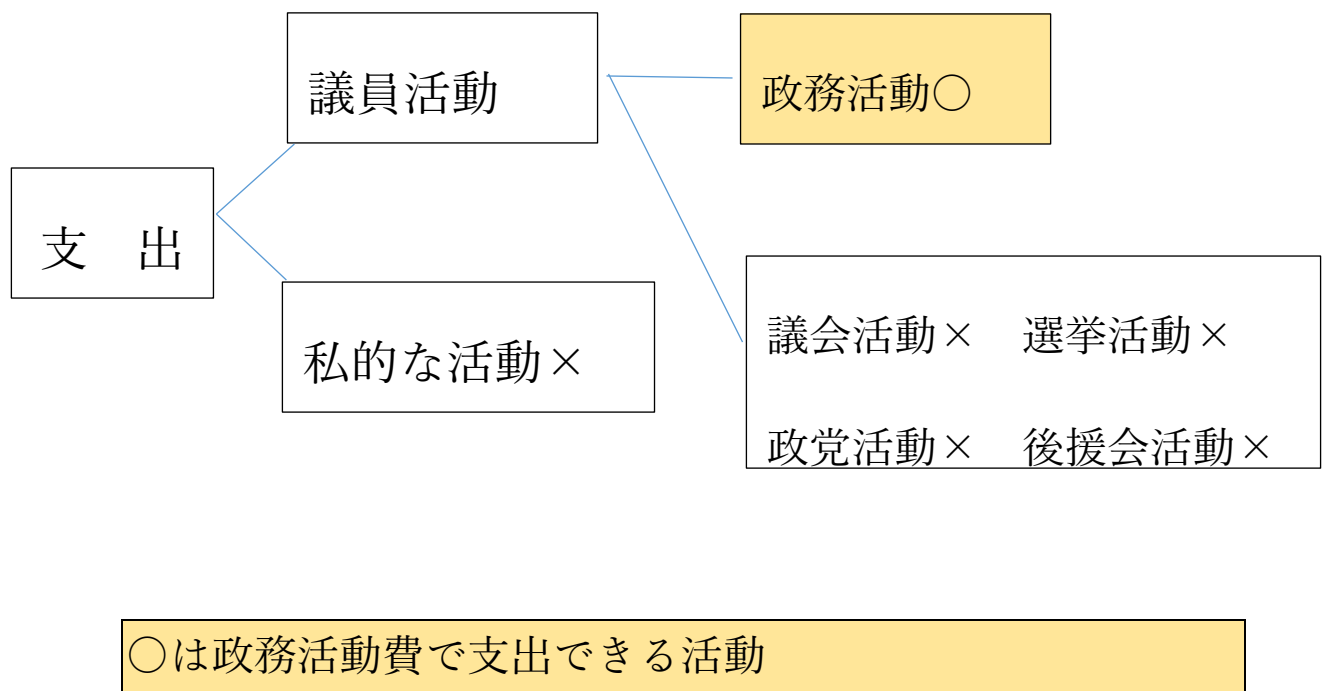 議員活動
政務活動○
支　出
私的な活動×
議会活動×　選挙活動×
政党活動×　後援会活動×
○は政務活動費で支出できる活動